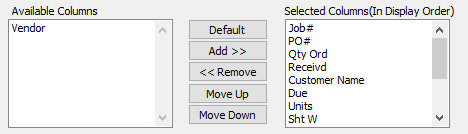 Available Columns
Vendor
Default
Add >>
<< Remove
Move Up
Move Down
Selected Columns(In Display Order)
Job#
PO#
Qty Ord
Receivd
Customer Name
Due
Units
Sht W